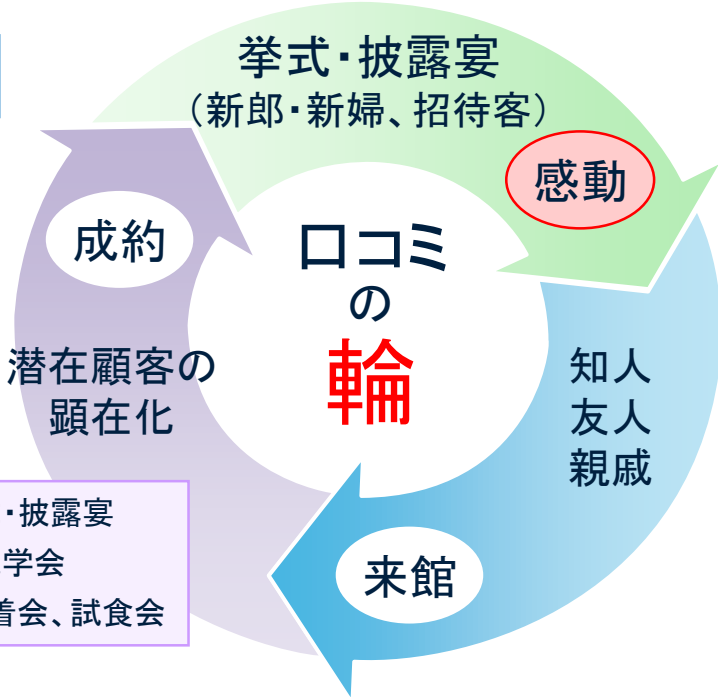 挙式・披露宴
（新郎・新婦、招待客）
感動
成約
口コミ
の
輪
潜在顧客の
顕在化
知人
友人
親戚
・披露宴
学会
着会、試食会
来館